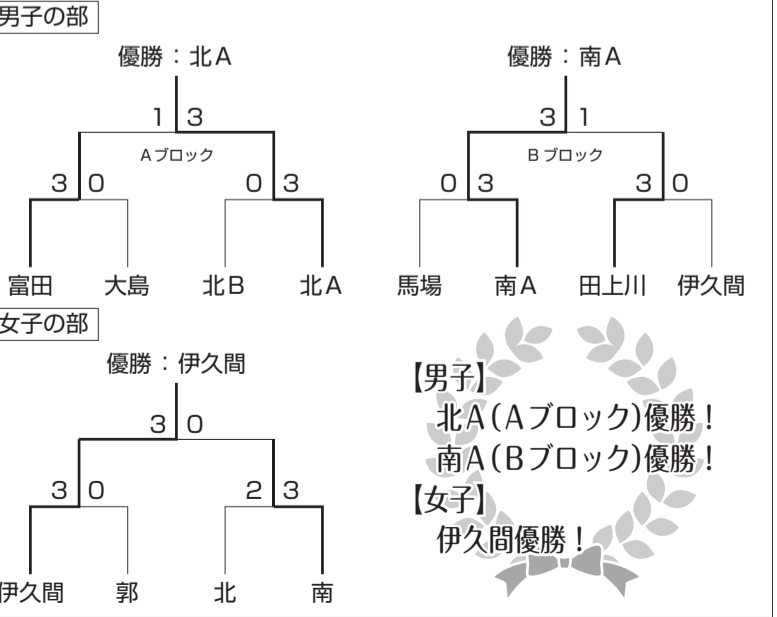 男子の部
優勝：北A
1 3
Aブロック
3 0 0 3
富田 大島 北B 北A
優勝：南A
3 1
Bブロック
0 3 3 0
馬場 南A 田上川 伊久間
女子の部
優勝：伊久間
3 0
3 0 2 3
伊久間 郭 北 南
【男子】
北A(Aブロック)優勝！
南A(Bブロック)優勝！
【女子】
伊久間優勝！